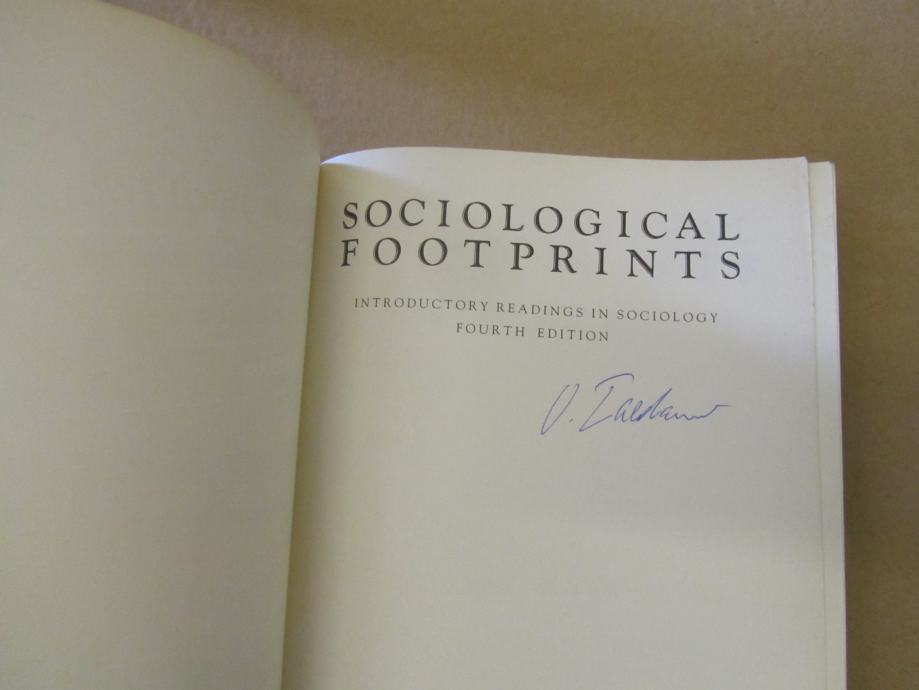 SOCIOLOGICAL
FOOTPRINTS
INTRODUCTORY READINGS IN SOCIOLOGY
FOURTH EDITION